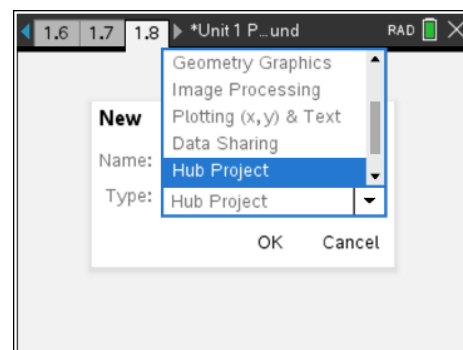 1.6 1.7 1.8 *Unit 1 P...und RAD
Geometry Graphics
Image Processing
New Plotting (x,y) & Text
Data Sharing
Name: Hub Project
Type: Hub Project
OK Cancel